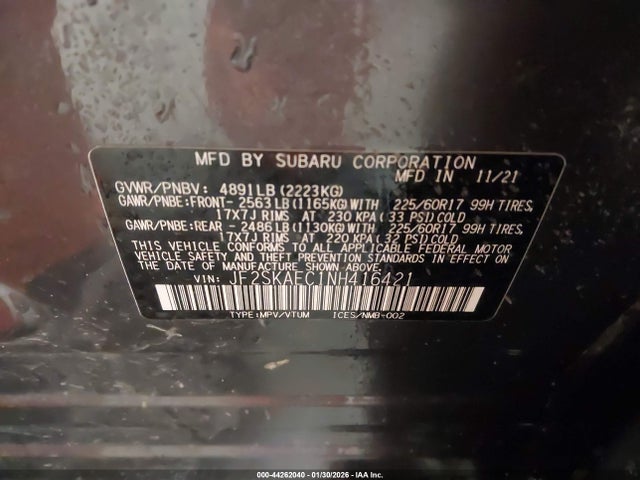 MFD BY SUBARU CORPORATION
MFD IN 11/21
GVWR/PNBV: 4891LB(2223KG)
GAWR/PNBE:FRONT- 2563LB(1165KG)WITH 225/60R17 99H TIRES,
17X7J RIMS AT 230 KPA(33 PSI)COLD
GAWR/PNBE:REAR - 2486LB(1130KG)WITH 225/60R17 99H TIRES,
17X7J RIMS AT 220 KPA(32 PSI)COLD
THIS VEHICLE CONFORMS TO ALL APPLICABLE FEDERAL MOTOR
VEHICLE SAFETY AND THEFT PREVENTION STANDARDS IN EFFECT ON
THE DATE OF MANUFACTURE SHOWN ABOVE.
VIN: JF2SKAEC1NH416421
TYPE:MPV/VTUM ICES/NMB-002
000-44262040 - 01/30/2026 - IAA Inc.